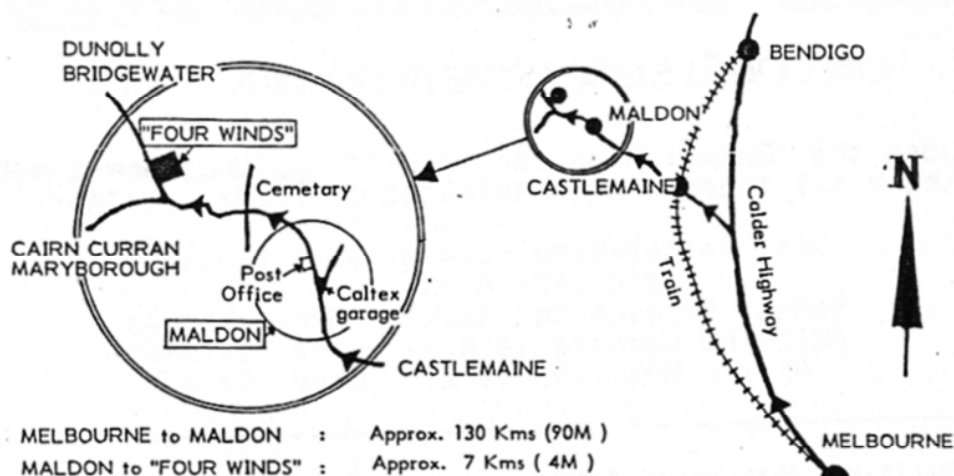 DUNOLLY
BRIDGEWATER
"FOUR WINDS"
Cemetary
CAIRN CURRAN
MARYBOROUGH
Post
Office
Caltex
garage
MALDON
CASTLEMAINE
BENDIGO
MALDON
CASTLEMAINE
N
Calder Highway
Train
MELBOURNE
MELBOURNE to MALDON : Approx. 130 Kms (90M )
MALDON to "FOUR WINDS" : Approx. 7 Kms ( 4M )